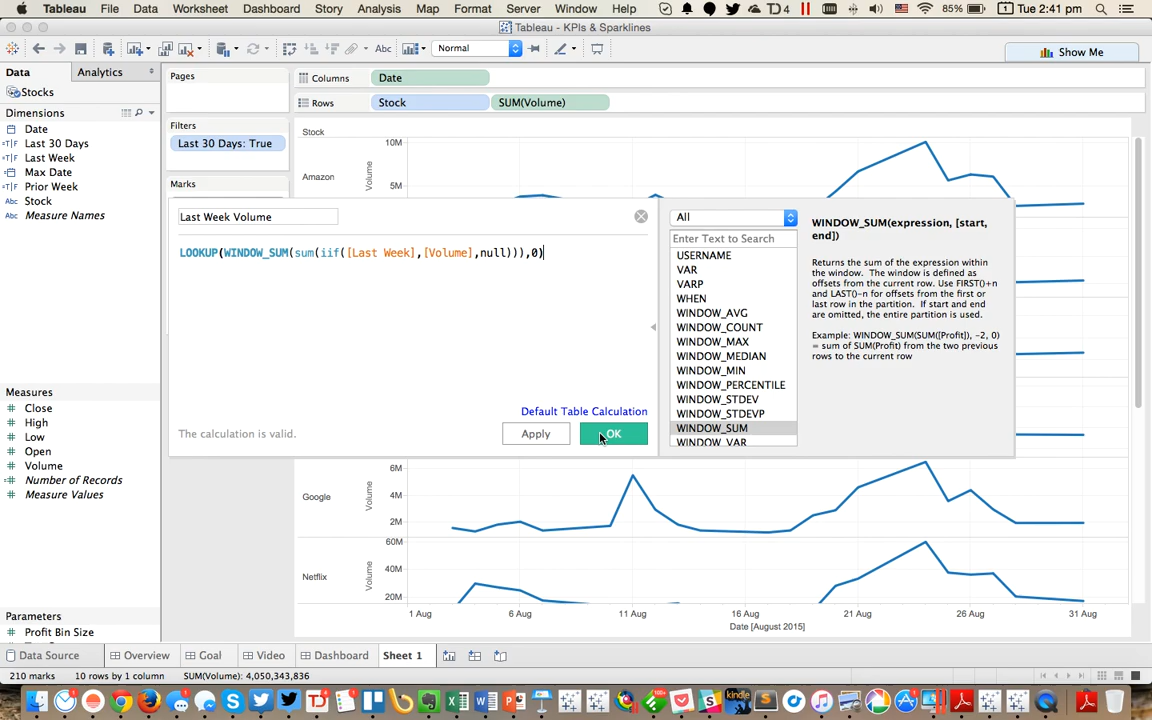 Tableau File Data Worksheet Dashboard Story Analysis Map Format Server Window Help 4 85% Tue 2:41 pm
Tableau - KPIs & Sparklines
Abc Normal Show Me
Data Analytics Pages Columns Date
Stocks
Rows Stock SUM(Volume)
Dimensions
Filters
Date
Last 30 Days
Last 30 Days: True
Last Week
Max Date
Marks
Prior Week
Abc Stock
Abc Measure Names
Stock
Amazon
Volume
10M
5M
Last Week Volume
All
WINDOW_SUM(expression, [start, end])
Enter Text to Search
LOOKUP(WINDOW_SUM(sum(iif([Last Week],[Volume],null))),0)
USERNAME
VAR
VARP
WHEN
WINDOW_AVG
WINDOW_COUNT
WINDOW_MAX
WINDOW_MEDIAN
WINDOW_MIN
WINDOW_PERCENTILE
WINDOW_STDEV
WINDOW_STDEVP
WINDOW_SUM
WINDOW_VAR
Returns the sum of the expression within
the window. The window is defined as
offsets from the current row. Use FIRST()+n
and LAST()-n for offsets from the first or
last row in the partition. If start and end
are omitted, the entire partition is used.
Example: WINDOW_SUM(SUM([Profit]), -2, 0)
= sum of SUM(Profit) from the two previous
rows to the current row
Default Table Calculation
The calculation is valid.
Apply OK
Measures
Close
High
Low
Open
Volume
Number of Records
Measure Values
Google
Volume
6M
4M
2M
Netflix
Volume
60M
40M
20M
1 Aug 6 Aug 11 Aug 16 Aug 21 Aug 26 Aug 31 Aug
Date [August 2015]
Parameters
Profit Bin Size
Data Source Overview Goal Video Dashboard Sheet 1
210 marks 10 rows by 1 column SUM(Volume): 4,050,343,836